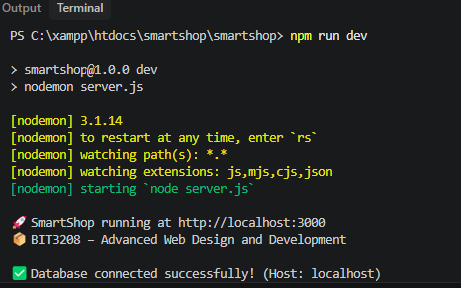 Output Terminal
PS C:\xampp\htdocs\smartshop\smartshop> npm run dev
> smartshop@1.0.0 dev
> nodemon server.js
[nodemon] 3.1.14
[nodemon] to restart at any time, enter `rs`
[nodemon] watching path(s): *.*
[nodemon] watching extensions: js,mjs,cjs,json
[nodemon] starting `node server.js`
🚀 SmartShop running at http://localhost:3000
📦 BIT3208 – Advanced Web Design and Development
✅ Database connected successfully! (Host: localhost)